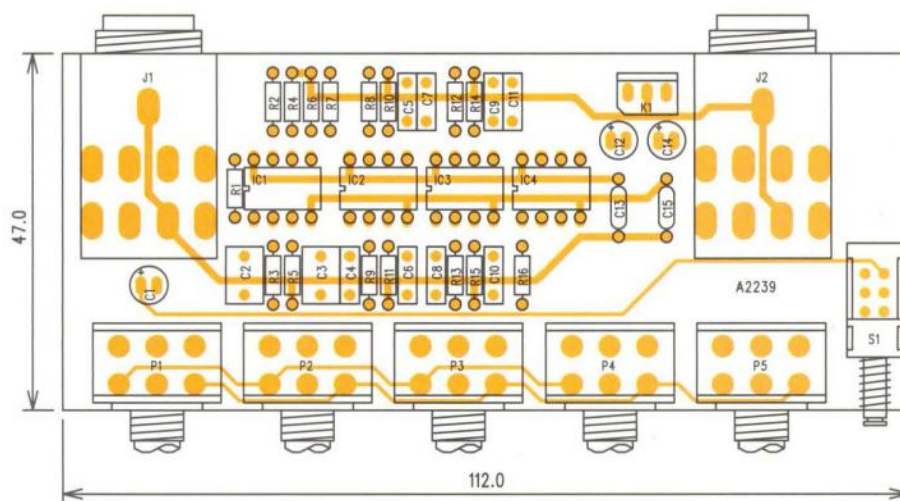 J1
J2
R2 R4 R6 R7 R8 R10 C5 C7 R12 R14 C9 C11 K1
C12 C14
R1 IC1 IC2 IC3 IC4 C13 C15
C2 R3 R5 C3 C4 R9 R11 C6 C8 R13 R15 C10 R16
C1
A2239
S1
P1 P2 P3 P4 P5
47.0
112.0